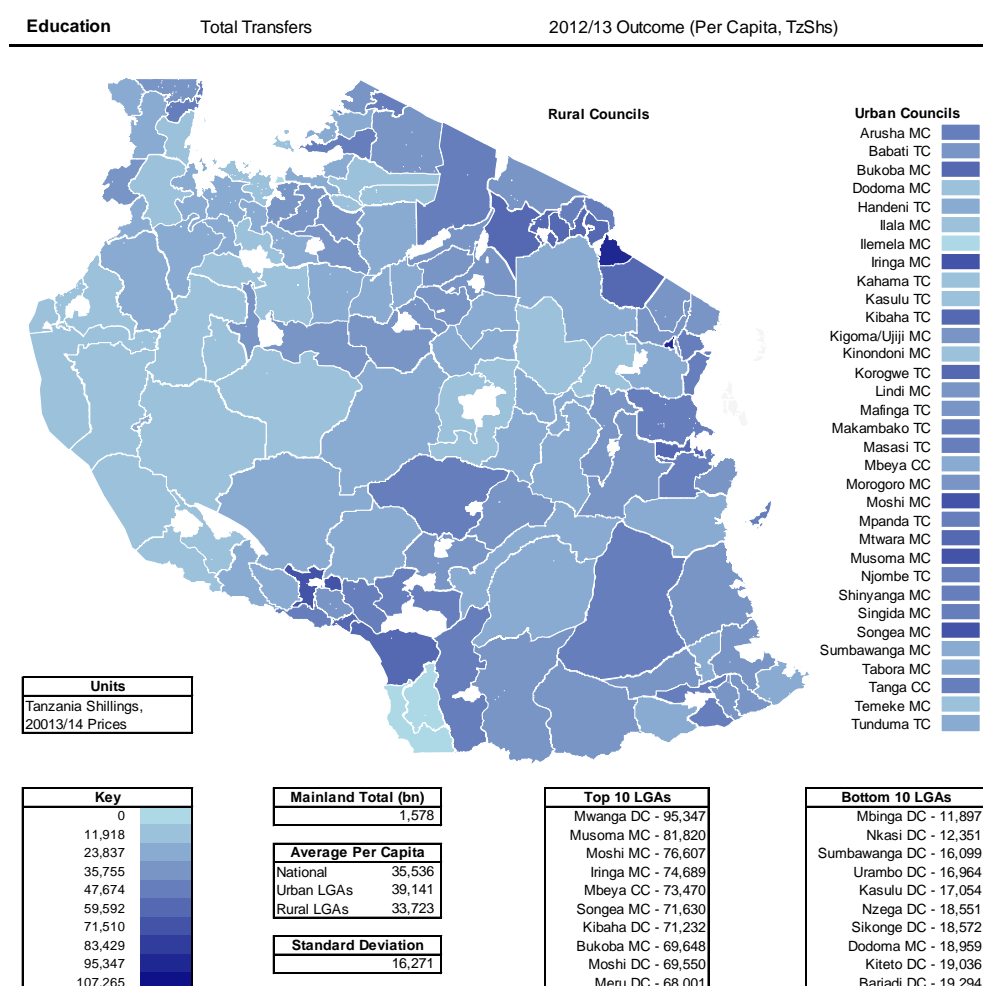 Education Total Transfers 2012/13 Outcome (Per Capita, TzShs)
Rural Councils
Urban Councils
Arusha MC
Babati TC
Bukoba MC
Dodoma MC
Handeni TC
Ilala MC
Ilemela MC
Iringa MC
Kahama TC
Kasulu TC
Kibaha TC
Kigoma/Ujiji MC
Kinondoni MC
Korogwe TC
Lindi MC
Mafinga TC
Makambako TC
Masasi TC
Mbeya CC
Morogoro MC
Moshi MC
Mpanda TC
Mtwara MC
Musoma MC
Njombe TC
Shinyanga MC
Singida MC
Songea MC
Sumbawanga MC
Tabora MC
Tanga CC
Temeke MC
Tunduma TC
Units
Tanzania Shillings,
20013/14 Prices
Key
0
11,918
23,837
35,755
47,674
59,592
71,510
83,429
95,347
107,265
Mainland Total (bn)
1,578
Average Per Capita
National 35,536
Urban LGAs 39,141
Rural LGAs 33,723
Standard Deviation
16,271
Top 10 LGAs
Mwanga DC - 95,347
Musoma MC - 81,820
Moshi MC - 76,607
Iringa MC - 74,689
Mbeya CC - 73,470
Songea MC - 71,630
Kibaha DC - 71,232
Bukoba MC - 69,648
Moshi DC - 69,550
Meru DC - 68,001
Bottom 10 LGAs
Mbinga DC - 11,897
Nkasi DC - 12,351
Sumbawanga DC - 16,099
Urambo DC - 16,964
Kasulu DC - 17,054
Nzega DC - 18,551
Sikonge DC - 18,572
Dodoma MC - 18,959
Kiteto DC - 19,036
Bariadi DC - 19,294